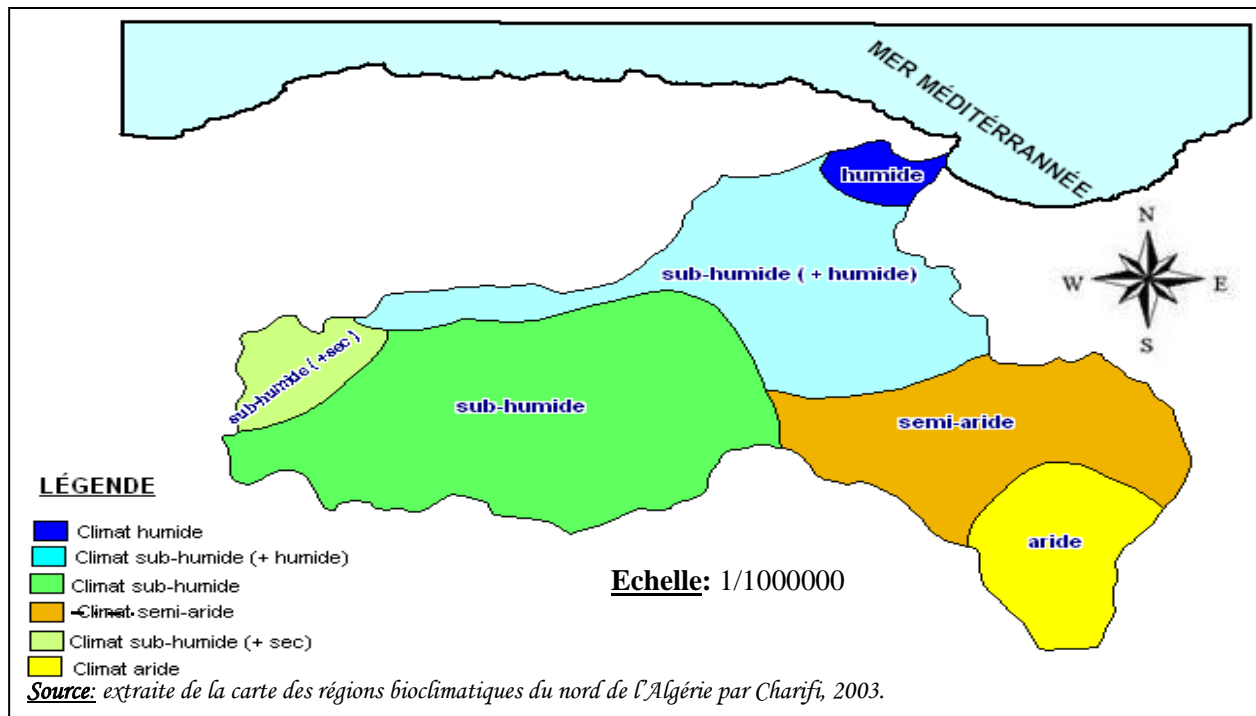 MER MÉDITÉRRANNÉE
humide
N
sub-humide ( + humide)
W
E
S
sub-humide ( +sec)
sub-humide
semi-aride
LÉGENDE
Climat humide
Climat sub-humide (+ humide)
Climat sub-humide
Climat semi-aride
Climat sub-humide (+ sec)
Climat aride
aride
Echelle: 1/1000000
Source: extraite de la carte des régions bioclimatiques du nord de l'Algérie par Charifi, 2003.